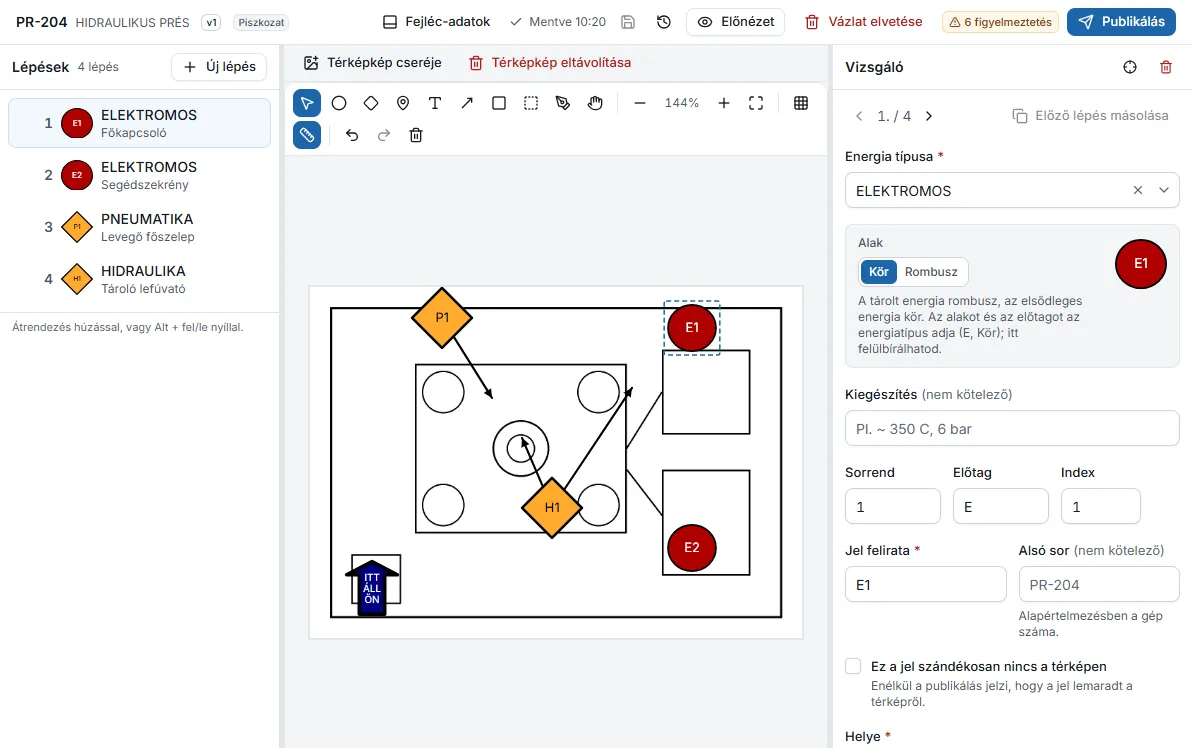 PR-204 HIDRAULIKUS PRÉS v1 Piszkozat Fejléc-adatok Mentve 10:20 Előnézet Vázlat elvetése 6 figyelmeztetés Publikálás
Lépések 4 lépés Új lépés
1 E1 ELEKTROMOS
Főkapcsoló
2 E2 ELEKTROMOS
Segédszekrény
3 P1 PNEUMATIKA
Levegő főszelep
4 H1 HIDRAULIKA
Tároló lefúvató
Átrendezés húzással, vagy Alt + fel/le nyíllal.
Térképkép cseréje Térképkép eltávolítása
144%
P1
E1
H1
E2
ITT
ÁLL
ÖN
Vizsgáló
1. / 4 Előző lépés másolása
Energia típusa *
ELEKTROMOS
Alak
Kör Rombusz
E1
A tárolt energia rombusz, az elsődleges
energia kör. Az alakot és az előtagot az
energiatípus adja (E, Kör); itt
felülbírálhatod.
Kiegészítés (nem kötelező)
Pl. ~ 350 C, 6 bar
Sorrend Előtag Index
1 E 1
Jel felirata * Alsó sor (nem kötelező)
E1 PR-204
Alapértelmezésben a gép
száma.
Ez a jel szándékosan nincs a térképen
Enélkül a publikálás jelzi, hogy a jel lemaradt a
térképről.
Helye *